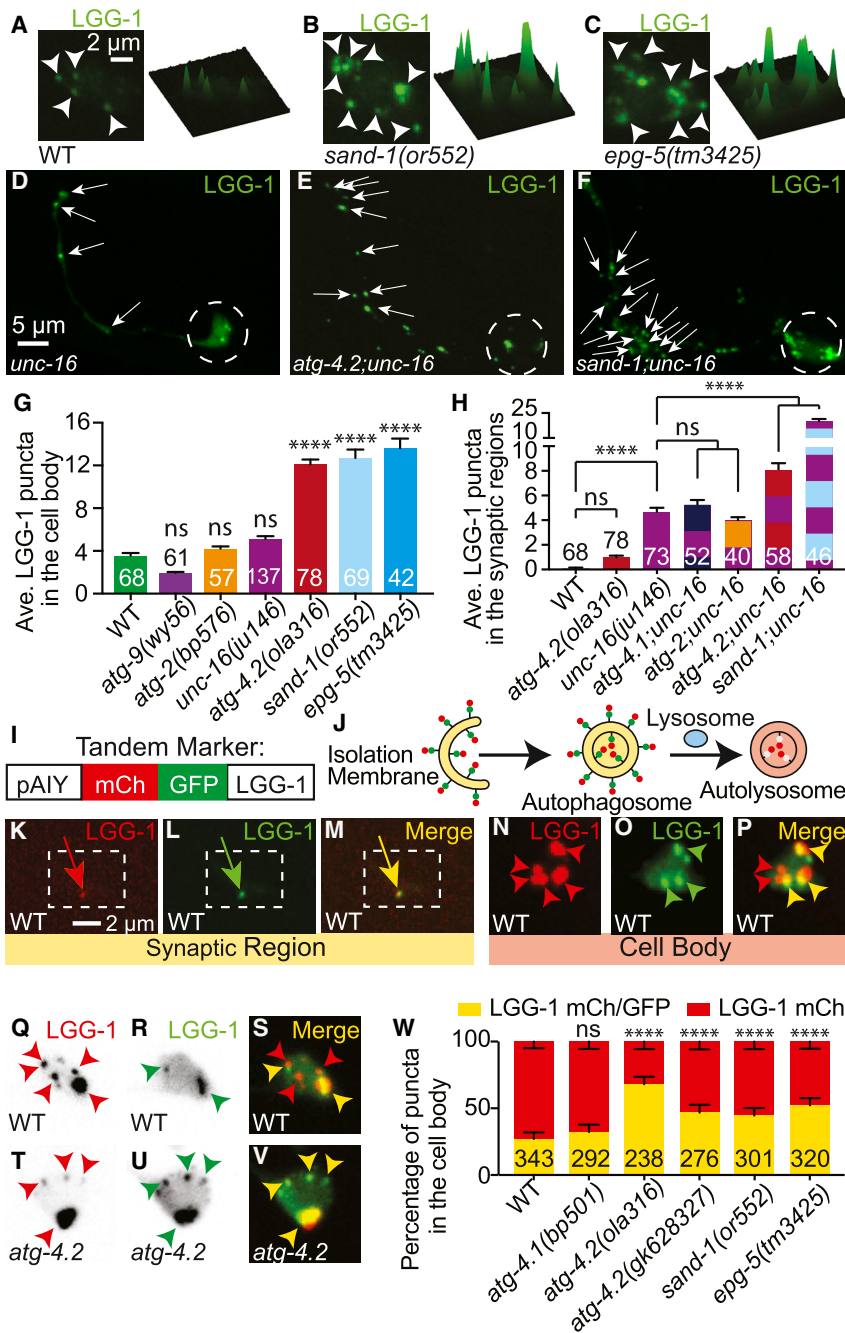 A LGG-1
2 µm
WT
B LGG-1
sand-1(or552)
C LGG-1
epg-5(tm3425)
D LGG-1
5 µm
unc-16
E LGG-1
atg-4.2;unc-16
F LGG-1
sand-1;unc-16
G
Ave. LGG-1 puncta
in the cell body
16
12
8
4
0
ns
ns
ns
****
****
****
68
61
57
137
78
69
42
WT
atg-9(wy56)
atg-2(bp576)
unc-16(ju146)
atg-4.2(ola316)
sand-1(or552)
epg-5(tm3425)
H
Ave. LGG-1 puncta
in the synaptic regions
25
10
8
6
4
2
0
****
ns
****
ns
68
78
73
52
40
58
46
WT
atg-4.2(ola316)
unc-16(ju146)
atg-4.1;unc-16
atg-2;unc-16
atg-4.2;unc-16
sand-1;unc-16
I
Tandem Marker:
pAIY mCh GFP LGG-1
J
Isolation
Membrane
Autophagosome
Lysosome
Autolysosome
K LGG-1
WT 2 µm
L LGG-1
WT
M Merge
WT
Synaptic Region
N LGG-1
WT
O LGG-1
WT
P Merge
WT
Cell Body
Q LGG-1
WT
R LGG-1
WT
S Merge
WT
T
atg-4.2
U
atg-4.2
V
atg-4.2
W
LGG-1 mCh/GFP LGG-1 mCh
Percentage of puncta
in the cell body
100
50
0
ns
****
****
****
****
343
292
238
276
301
320
WT
atg-4.1(bp501)
atg-4.2(ola316)
atg-4.2(gk628327)
sand-1(or552)
epg-5(tm3425)